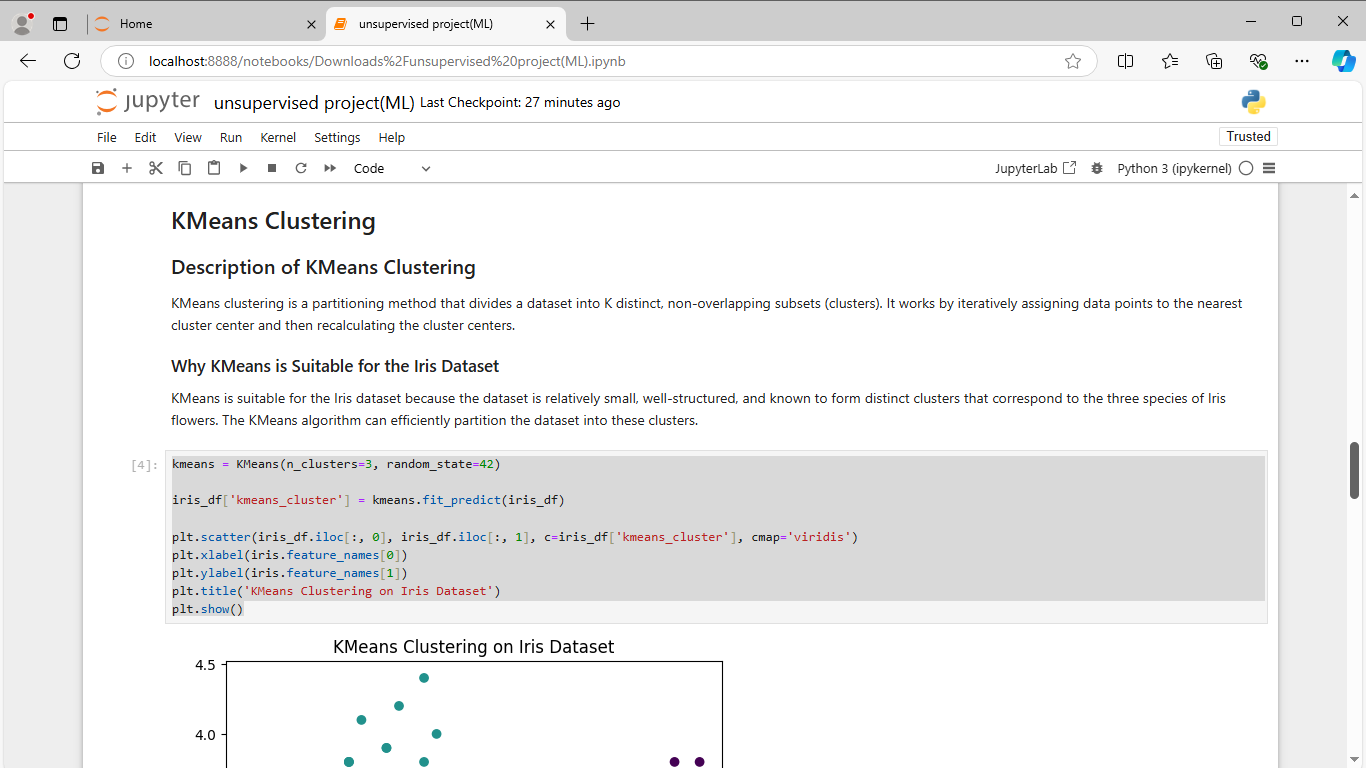 Home
unsupervised project(ML)
localhost:8888/notebooks/Downloads%2Funsupervised%20project(ML).ipynb
jupyter unsupervised project(ML) Last Checkpoint: 27 minutes ago
File Edit View Run Kernel Settings Help
Trusted
Code
JupyterLab
Python 3 (ipykernel)
KMeans Clustering
Description of KMeans Clustering
KMeans clustering is a partitioning method that divides a dataset into K distinct, non-overlapping subsets (clusters). It works by iteratively assigning data points to the nearest
cluster center and then recalculating the cluster centers.
Why KMeans is Suitable for the Iris Dataset
KMeans is suitable for the Iris dataset because the dataset is relatively small, well-structured, and known to form distinct clusters that correspond to the three species of Iris
flowers. The KMeans algorithm can efficiently partition the dataset into these clusters.
[4]:
kmeans = KMeans(n_clusters=3, random_state=42)
iris_df['kmeans_cluster'] = kmeans.fit_predict(iris_df)
plt.scatter(iris_df.iloc[:, 0], iris_df.iloc[:, 1], c=iris_df['kmeans_cluster'], cmap='viridis')
plt.xlabel(iris.feature_names[0])
plt.ylabel(iris.feature_names[1])
plt.title('KMeans Clustering on Iris Dataset')
plt.show()
KMeans Clustering on Iris Dataset
4.5
4.0